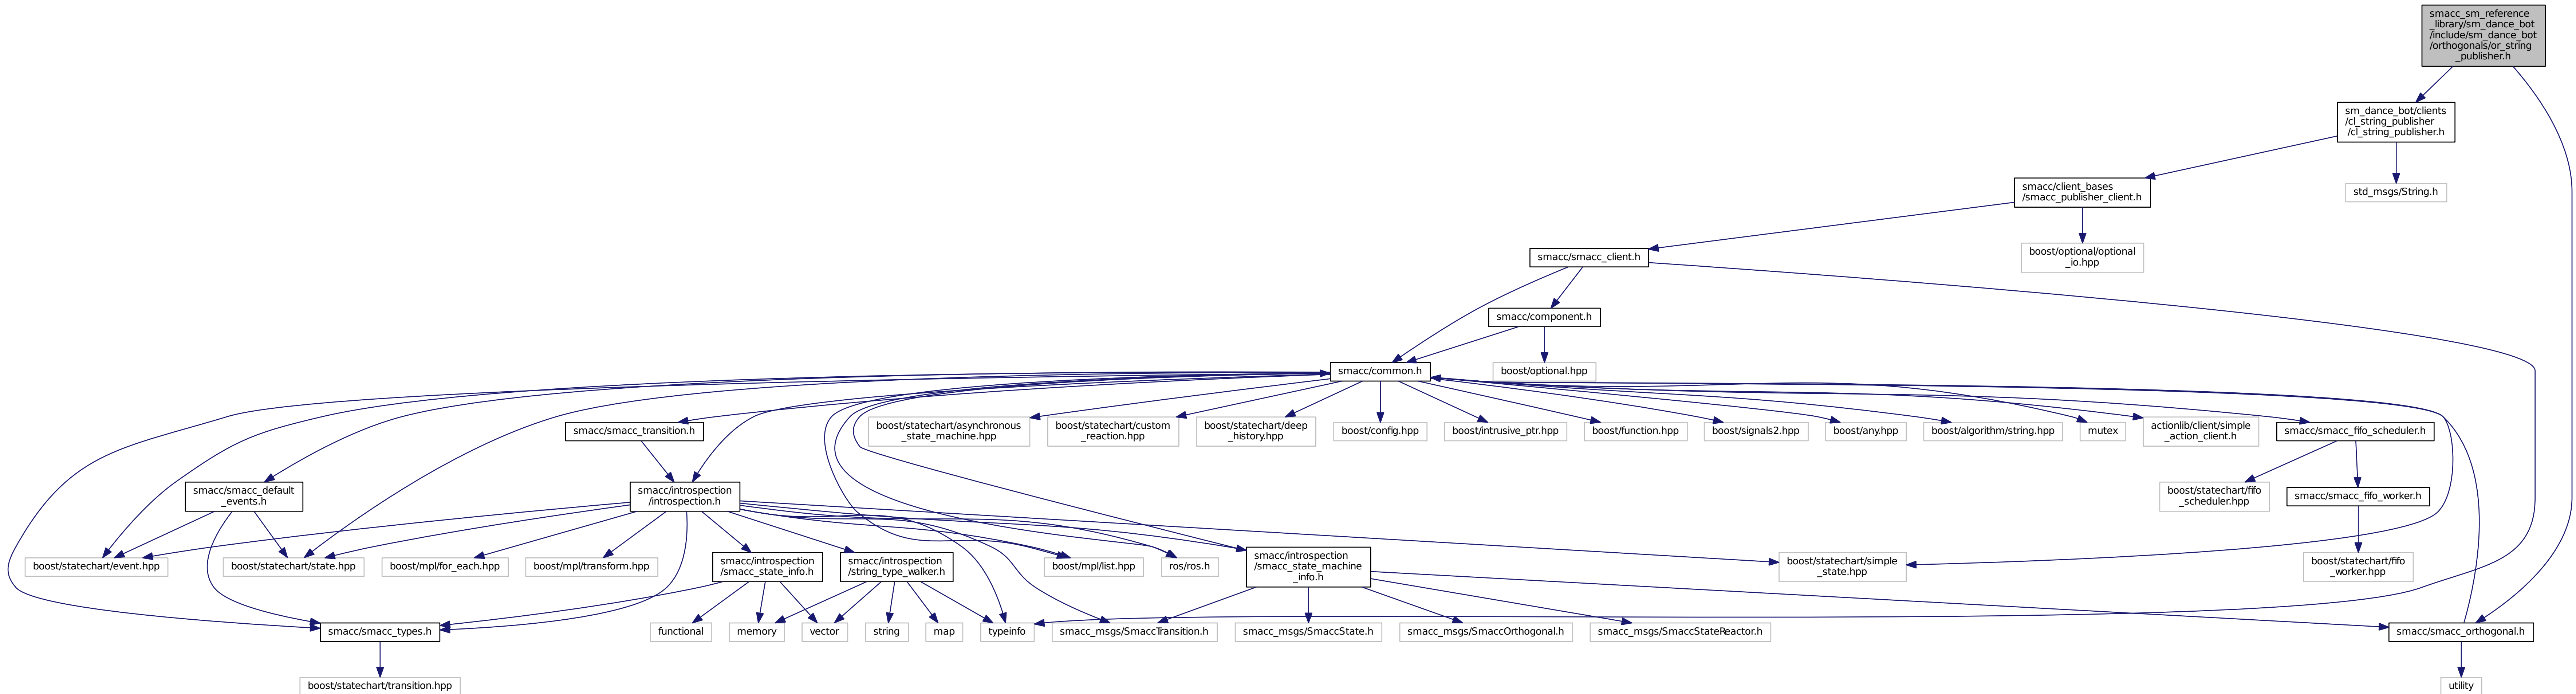 smacc_sm_reference
_library/sm_dance_bot
/include/sm_dance_bot
/orthogonals/or_string
_publisher.h
sm_dance_bot/clients
/cl_string_publisher
/cl_string_publisher.h
smacc/client_bases
/smacc_publisher_client.h
std_msgs/String.h
smacc/smacc_client.h
boost/optional/optional
_io.hpp
smacc/component.h
smacc/common.h
boost/optional.hpp
smacc/smacc_transition.h
boost/statechart/asynchronous
_state_machine.hpp
boost/statechart/custom
_reaction.hpp
boost/statechart/deep
_history.hpp
boost/config.hpp
boost/intrusive_ptr.hpp
boost/function.hpp
boost/signals2.hpp
boost/any.hpp
boost/algorithm/string.hpp
mutex
actionlib/client/simple
_action_client.h
smacc/smacc_fifo_scheduler.h
smacc/smacc_default
_events.h
smacc/introspection
/introspection.h
boost/statechart/fifo
_scheduler.hpp
smacc/smacc_fifo_worker.h
boost/statechart/event.hpp
boost/statechart/state.hpp
boost/mpl/for_each.hpp
boost/mpl/transform.hpp
smacc/introspection
/smacc_state_info.h
smacc/introspection
/string_type_walker.h
boost/mpl/list.hpp
ros/ros.h
smacc/introspection
/smacc_state_machine
_info.h
boost/statechart/simple
_state.hpp
boost/statechart/fifo
_worker.hpp
smacc/smacc_types.h
functional
memory
vector
string
map
typeinfo
smacc_msgs/SmaccTransition.h
smacc_msgs/SmaccState.h
smacc_msgs/SmaccOrthogonal.h
smacc_msgs/SmaccStateReactor.h
smacc/smacc_orthogonal.h
boost/statechart/transition.hpp
utility